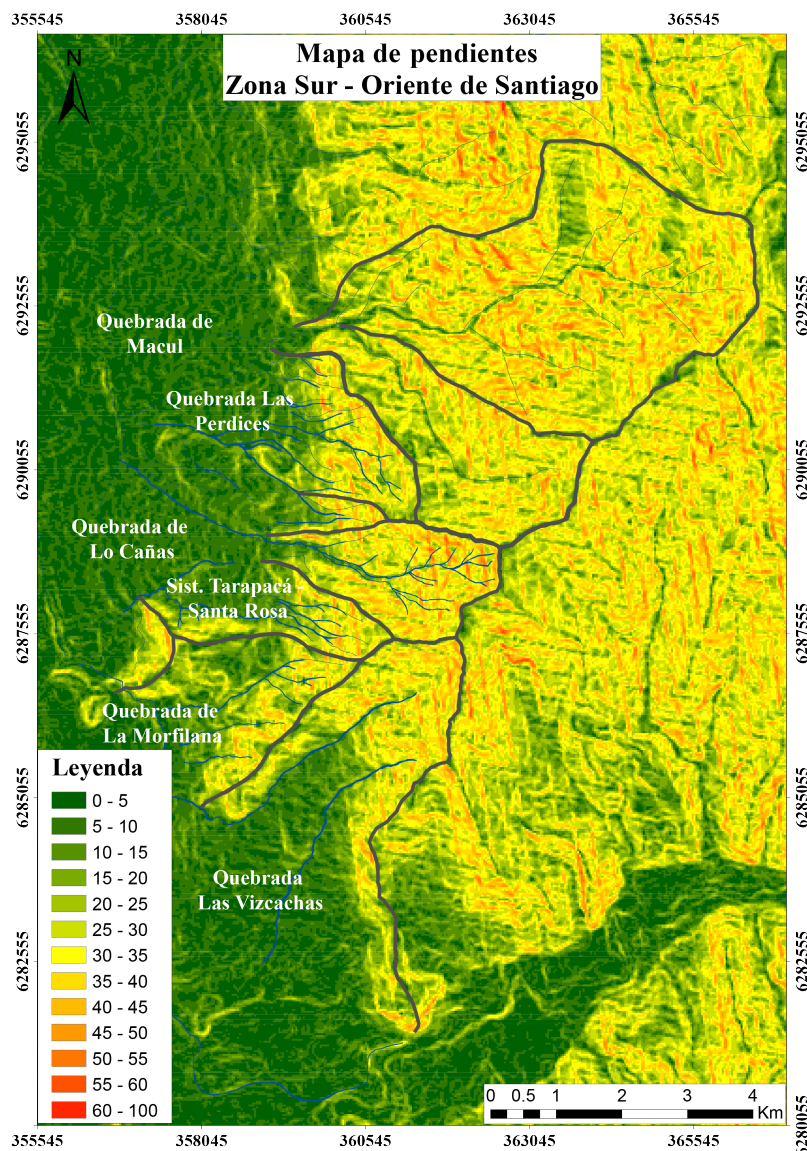 355545 358045 360545 363045 365545
Mapa de pendientes
Zona Sur - Oriente de Santiago
N
6295055 6295055
6292555 6292555
Quebrada de
Macul
Quebrada Las
Perdices
6290055 6290055
Quebrada de
Lo Cañas
Sist. Tarapacá -
Santa Rosa
6287555 6287555
Quebrada de
La Morfilana
Leyenda
0 - 5
5 - 10
10 - 15
15 - 20
20 - 25
25 - 30
30 - 35
35 - 40
40 - 45
45 - 50
50 - 55
55 - 60
60 - 100
6285055 6285055
Quebrada
Las Vizcachas
6282555 6282555
0 0.5 1 2 3 4
Km
6280055
355545 358045 360545 363045 365545